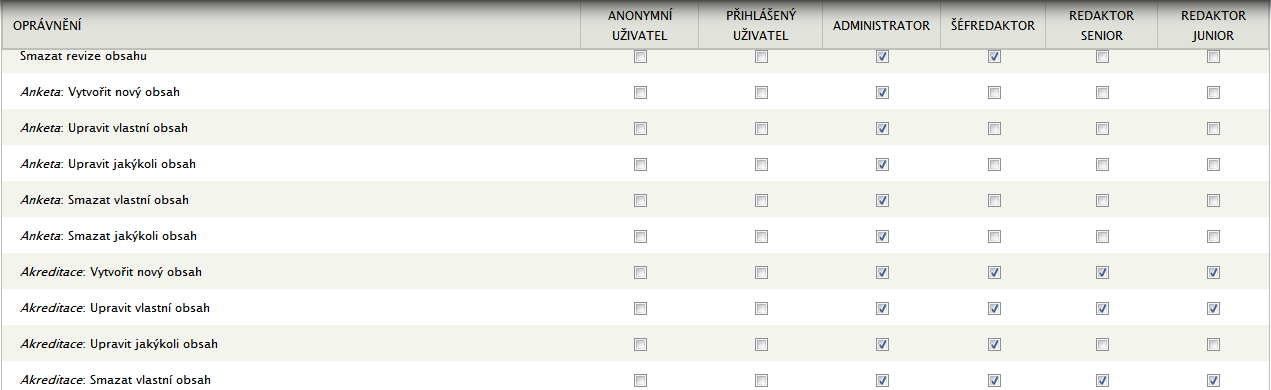 OPRÁVNĚNÍ ANONYMNÍ UŽIVATEL PŘIHLÁŠENÝ UŽIVATEL ADMINISTRATOR ŠÉFREDAKTOR REDAKTOR SENIOR REDAKTOR JUNIOR
Smazat revize obsahu
Anketa: Vytvořit nový obsah
Anketa: Upravit vlastní obsah
Anketa: Upravit jakýkoli obsah
Anketa: Smazat vlastní obsah
Anketa: Smazat jakýkoli obsah
Akreditace: Vytvořit nový obsah
Akreditace: Upravit vlastní obsah
Akreditace: Upravit jakýkoli obsah
Akreditace: Smazat vlastní obsah